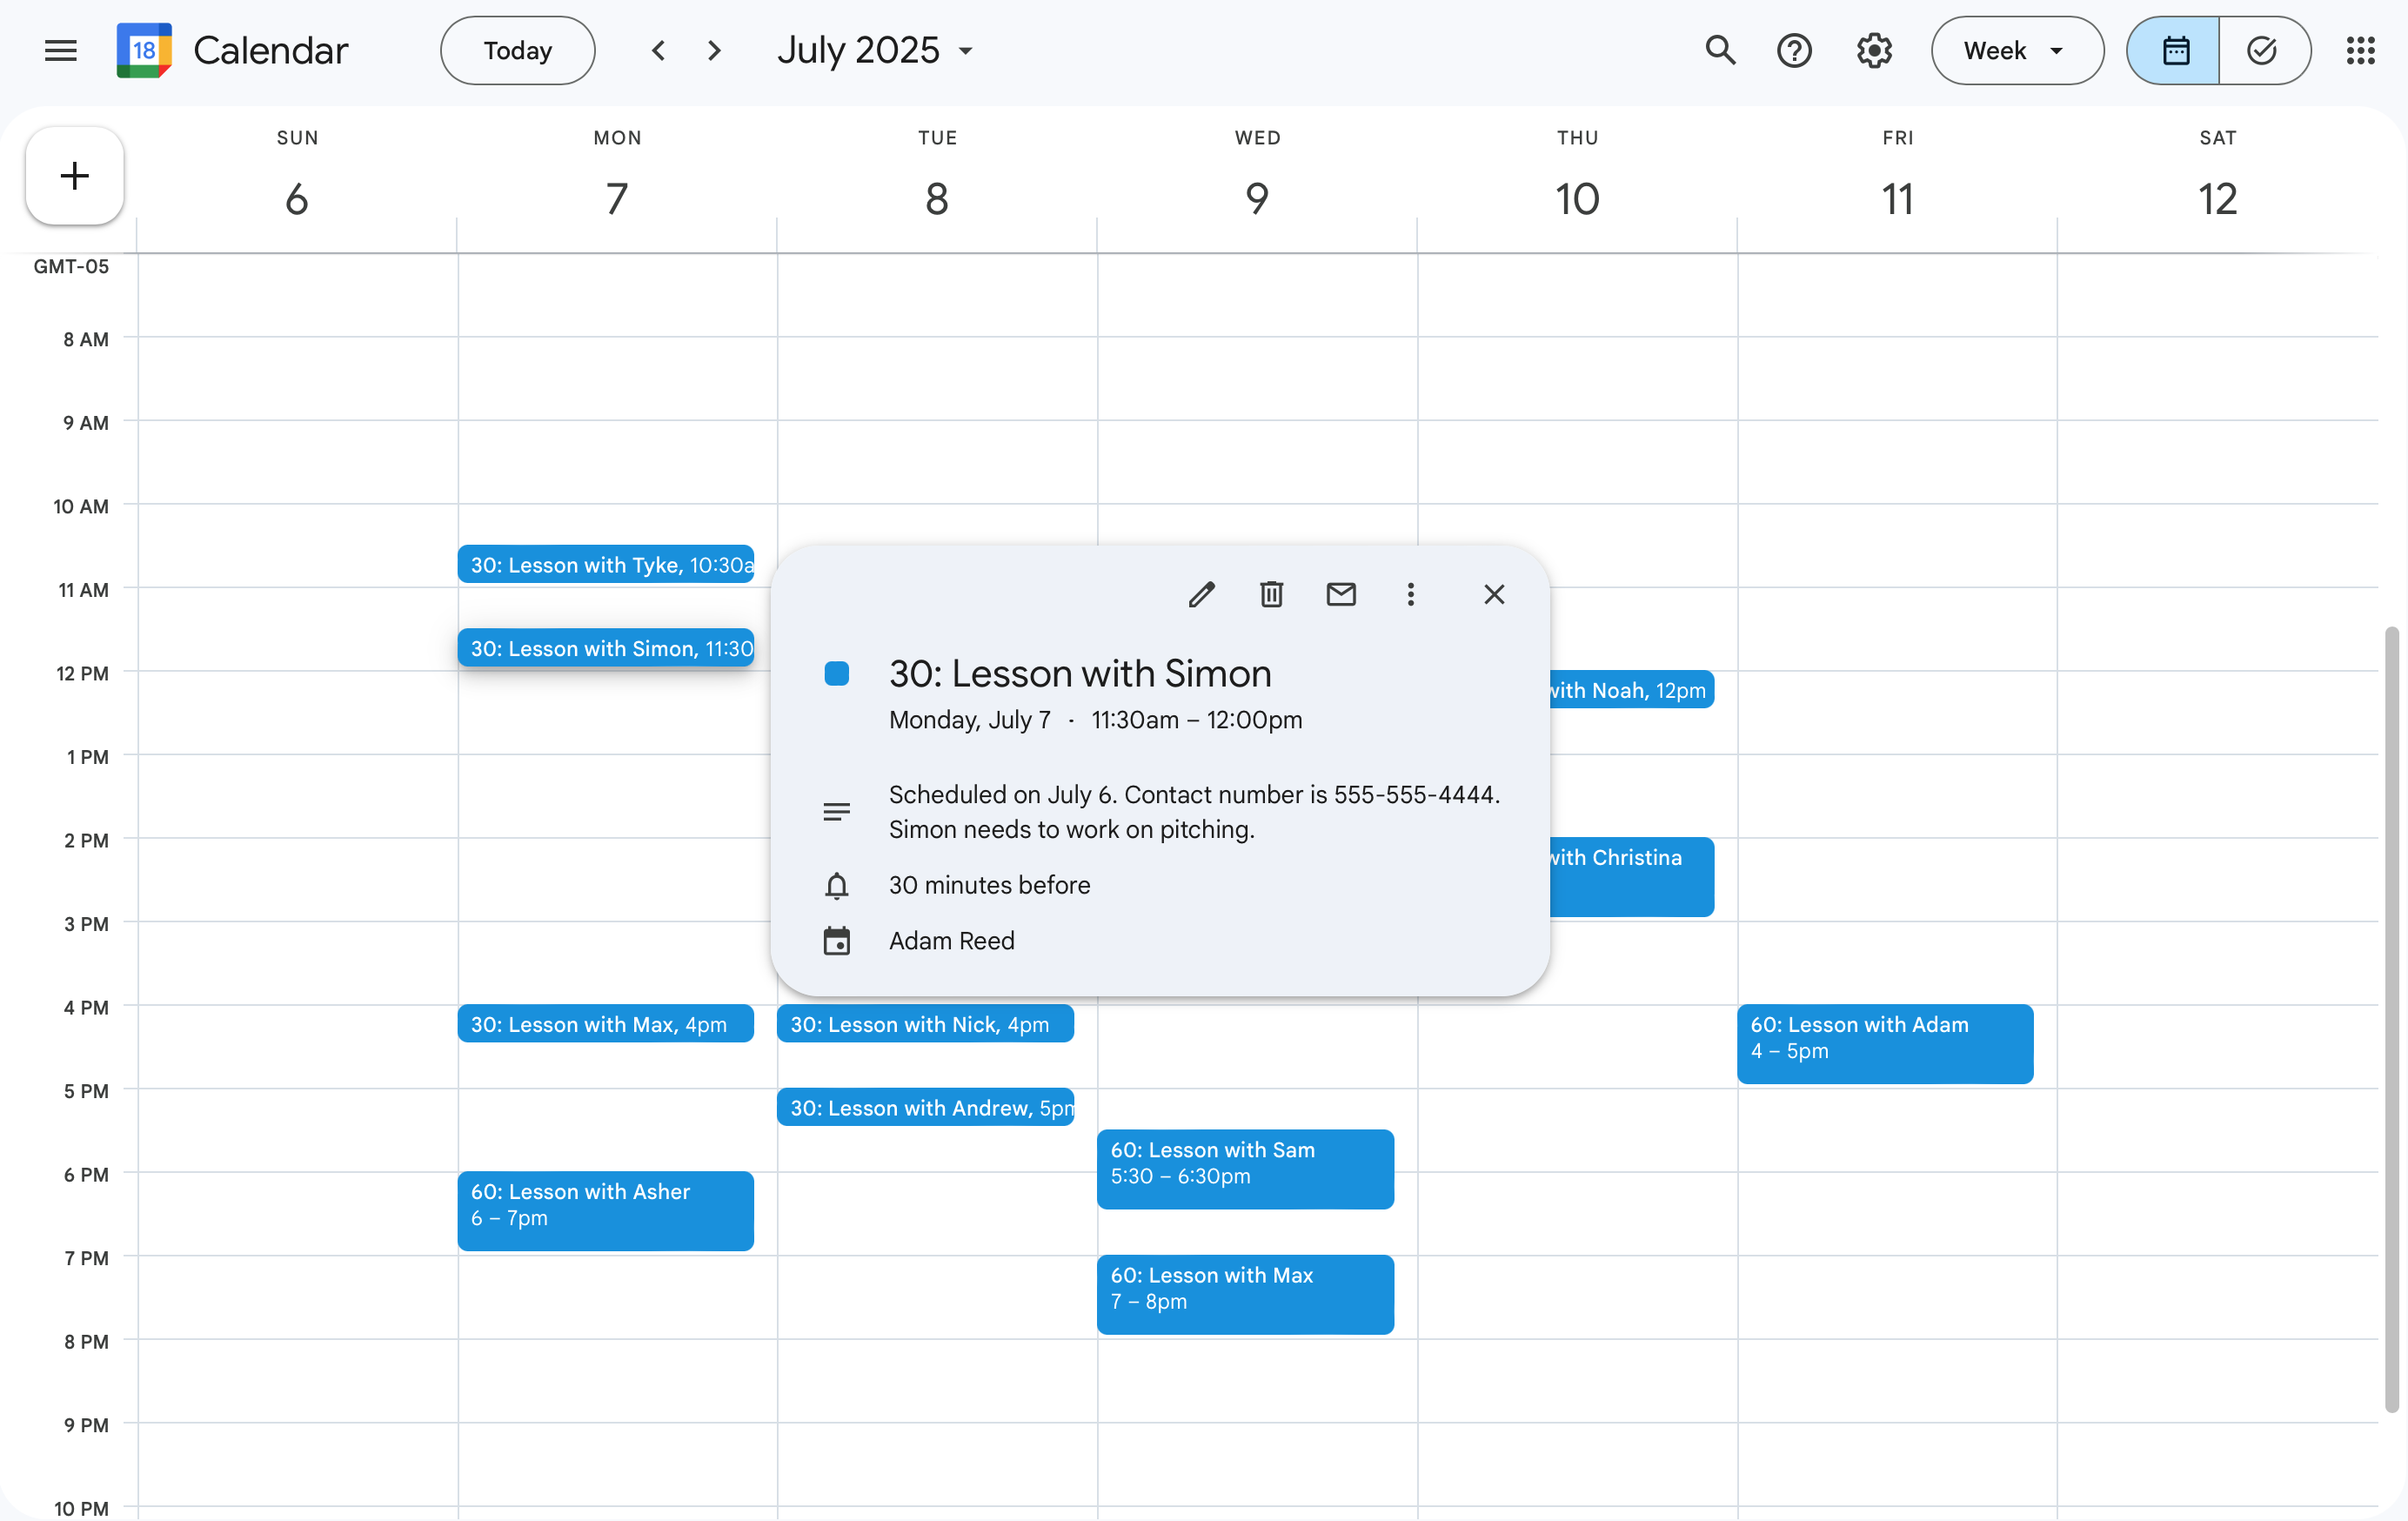 18 Calendar Today July 2025 Week
SUN MON TUE WED THU FRI SAT
6 7 8 9 10 11 12
GMT-05
8 AM
9 AM
10 AM
30: Lesson with Tyke, 10:30a
11 AM
30: Lesson with Simon, 11:30
12 PM
with Noah, 12pm
1 PM
2 PM
with Christina
3 PM
30: Lesson with Simon
Monday, July 7 · 11:30am – 12:00pm
Scheduled on July 6. Contact number is 555-555-4444.
Simon needs to work on pitching.
30 minutes before
Adam Reed
4 PM
30: Lesson with Max, 4pm
30: Lesson with Nick, 4pm
60: Lesson with Adam
4 – 5pm
5 PM
30: Lesson with Andrew, 5pm
60: Lesson with Sam
5:30 – 6:30pm
6 PM
60: Lesson with Asher
6 – 7pm
7 PM
60: Lesson with Max
7 – 8pm
8 PM
9 PM
10 PM